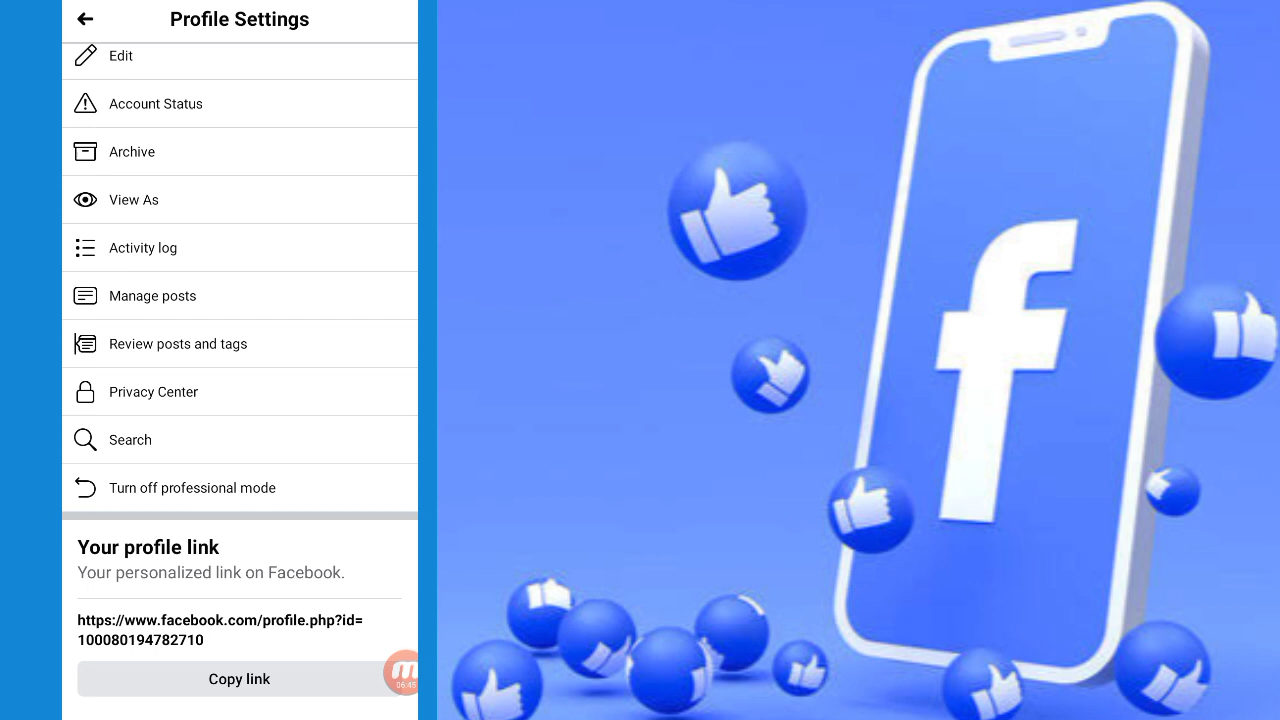 Profile Settings
Edit
Account Status
Archive
View As
Activity log
Manage posts
Review posts and tags
Privacy Center
Search
Turn off professional mode
Your profile link
Your personalized link on Facebook.
https://www.facebook.com/profile.php?id=
100080194782710
Copy link
06:45
f